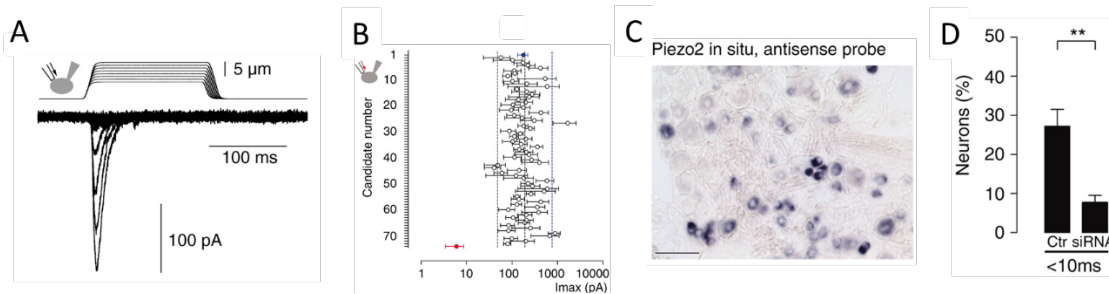 A
5 µm
100 ms
100 pA
B
Candidate number
1
10
20
30
40
50
60
70
1
10
100
1000
10000
Imax (pA)
C
Piezo2 in situ, antisense probe
D
**
Neurons (%)
50
40
30
20
10
0
Ctr siRNA
<10ms